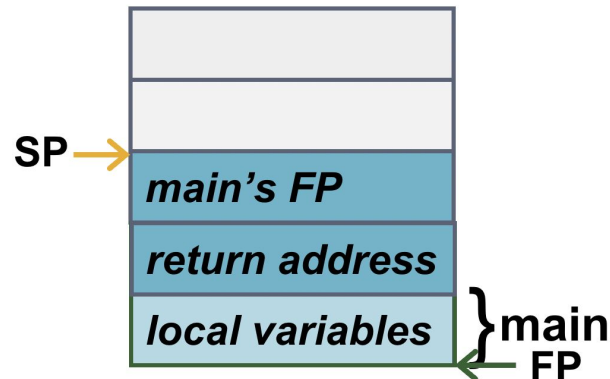 SP
main’s FP
return address
local variables
main
FP